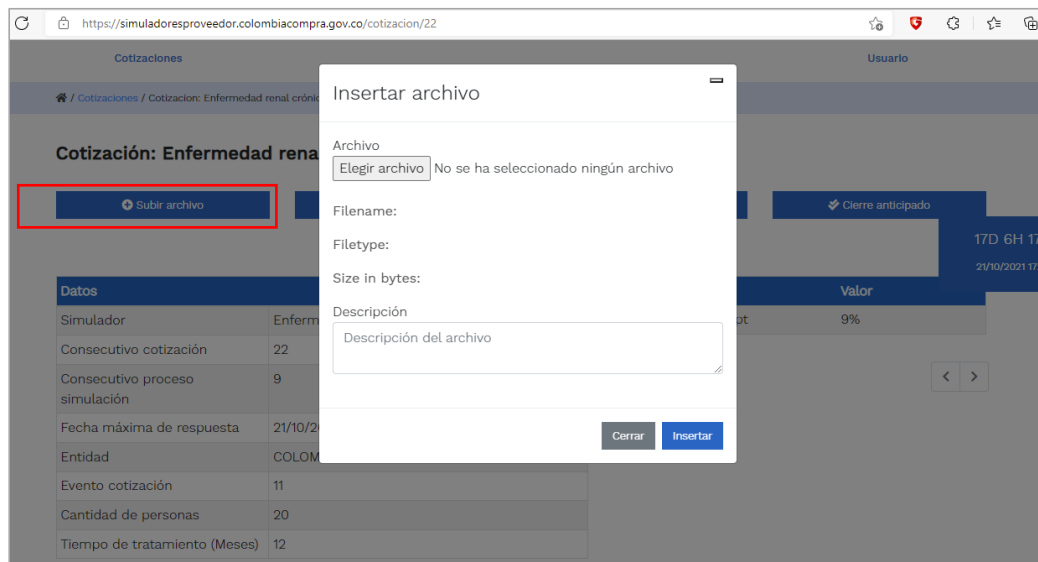 https://simuladoresproveedor.colombiacompra.gov.co/cotizacion/22
Cotizaciones
Usuario
/ Cotizaciones / Cotizacion: Enfermedad renal crónic
Insertar archivo
Archivo
Elegir archivo No se ha seleccionado ningún archivo
Filename:
Filetype:
Size in bytes:
Descripción
Descripción del archivo
Cerrar
Insertar
Cotización: Enfermedad rena
Subir archivo
Cierre anticipado
17D 6H 17
21/10/2021 17
Datos
Valor
Simulador Enferm
pt 9%
Consecutivo cotización 22
Consecutivo proceso
simulación 9
< >
Fecha máxima de respuesta 21/10/2
Entidad COLOM
Evento cotización 11
Cantidad de personas 20
Tiempo de tratamiento (Meses) 12